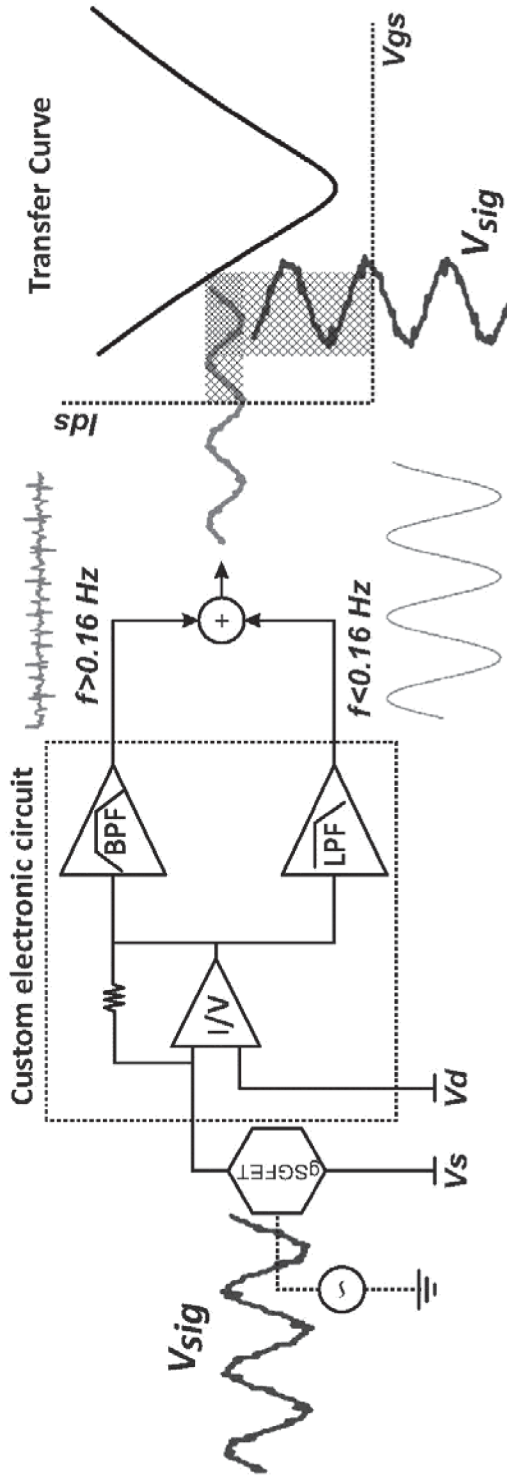 Custom electronic circuit
Vsig
gSGFET
Vs
Vd
I/V
BPF
LPF
f>0.16 Hz
f<0.16 Hz
+
~
Transfer Curve
Ids
Vgs
Vsig